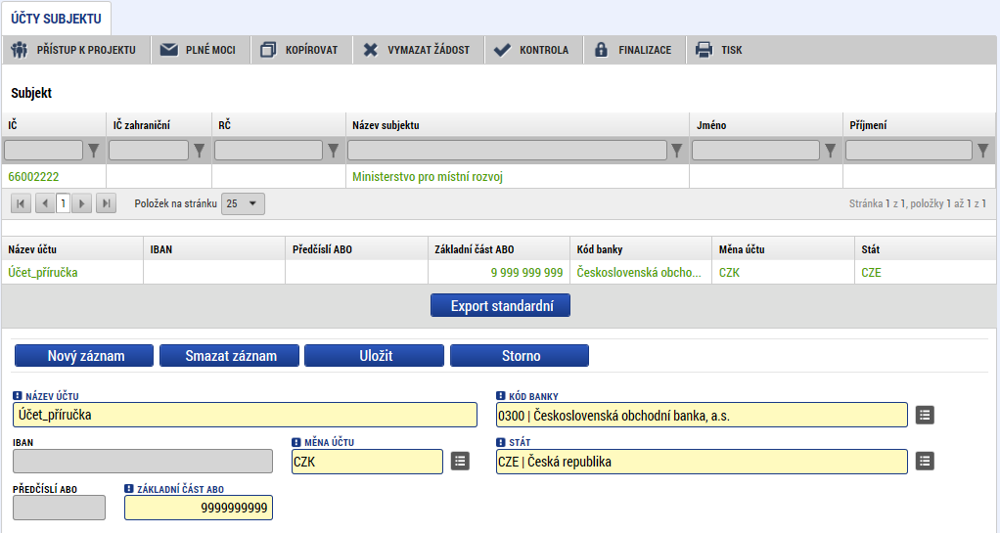 ÚČTY SUBJEKTU
PŘÍSTUP K PROJEKTU PLNÉ MOCI KOPÍROVAT VYMAZAT ŽÁDOST KONTROLA FINALIZACE TISK
Subjekt
IČ IČ zahraniční RČ Název subjektu Jméno Příjmení
66002222 Ministerstvo pro místní rozvoj
1 Položek na stránku 25 Stránka 1 z 1, položky 1 až 1 z 1
Název účtu IBAN Předčíslí ABO Základní část ABO Kód banky Měna účtu Stát
Účet_příručka 9 999 999 999 Československá obcho... CZK CZE
Export standardní
Nový záznam Smazat záznam Uložit Storno
NÁZEV ÚČTU KÓD BANKY
Účet_příručka 0300 | Československá obchodní banka, a.s.
IBAN MĚNA ÚČTU STÁT
CZK CZE | Česká republika
PŘEDČÍSLÍ ABO ZÁKLADNÍ ČÁST ABO
9999999999